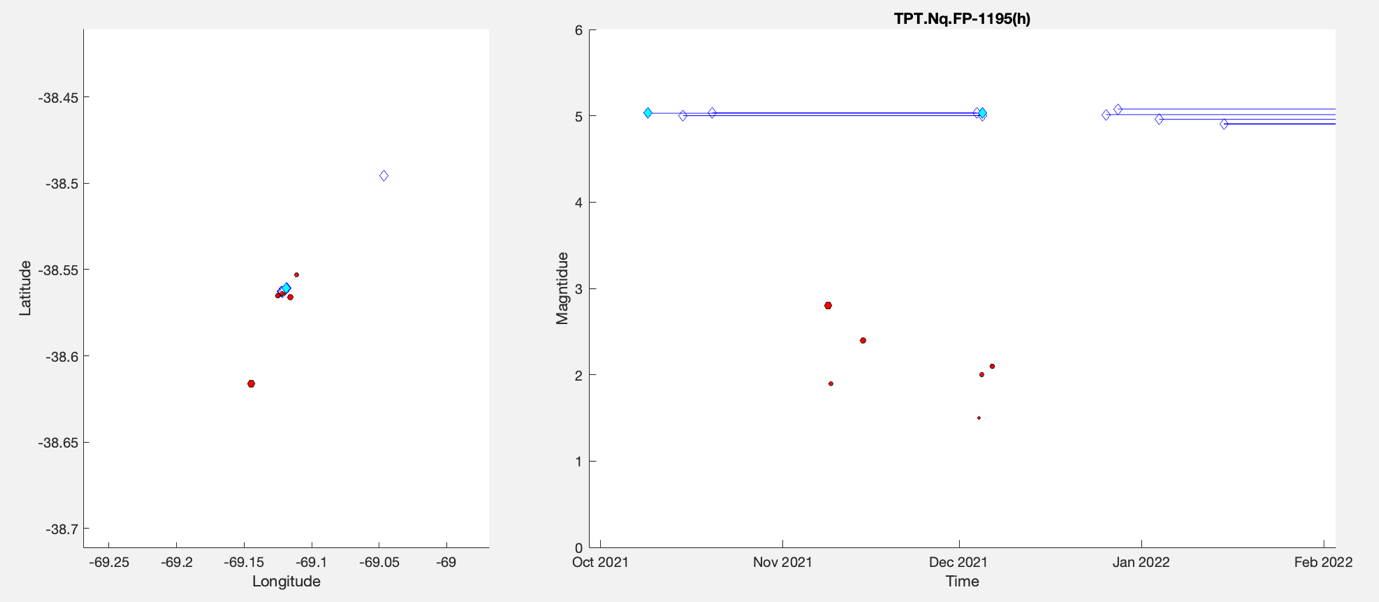 TPT.Nq.FP-1195(h)
Latitude
-38.45
-38.5
-38.55
-38.6
-38.65
-38.7
-69.25 -69.2 -69.15 -69.1 -69.05 -69
Longitude
Magntidue
6
5
4
3
2
1
0
Oct 2021 Nov 2021 Dec 2021 Jan 2022 Feb 2022
Time